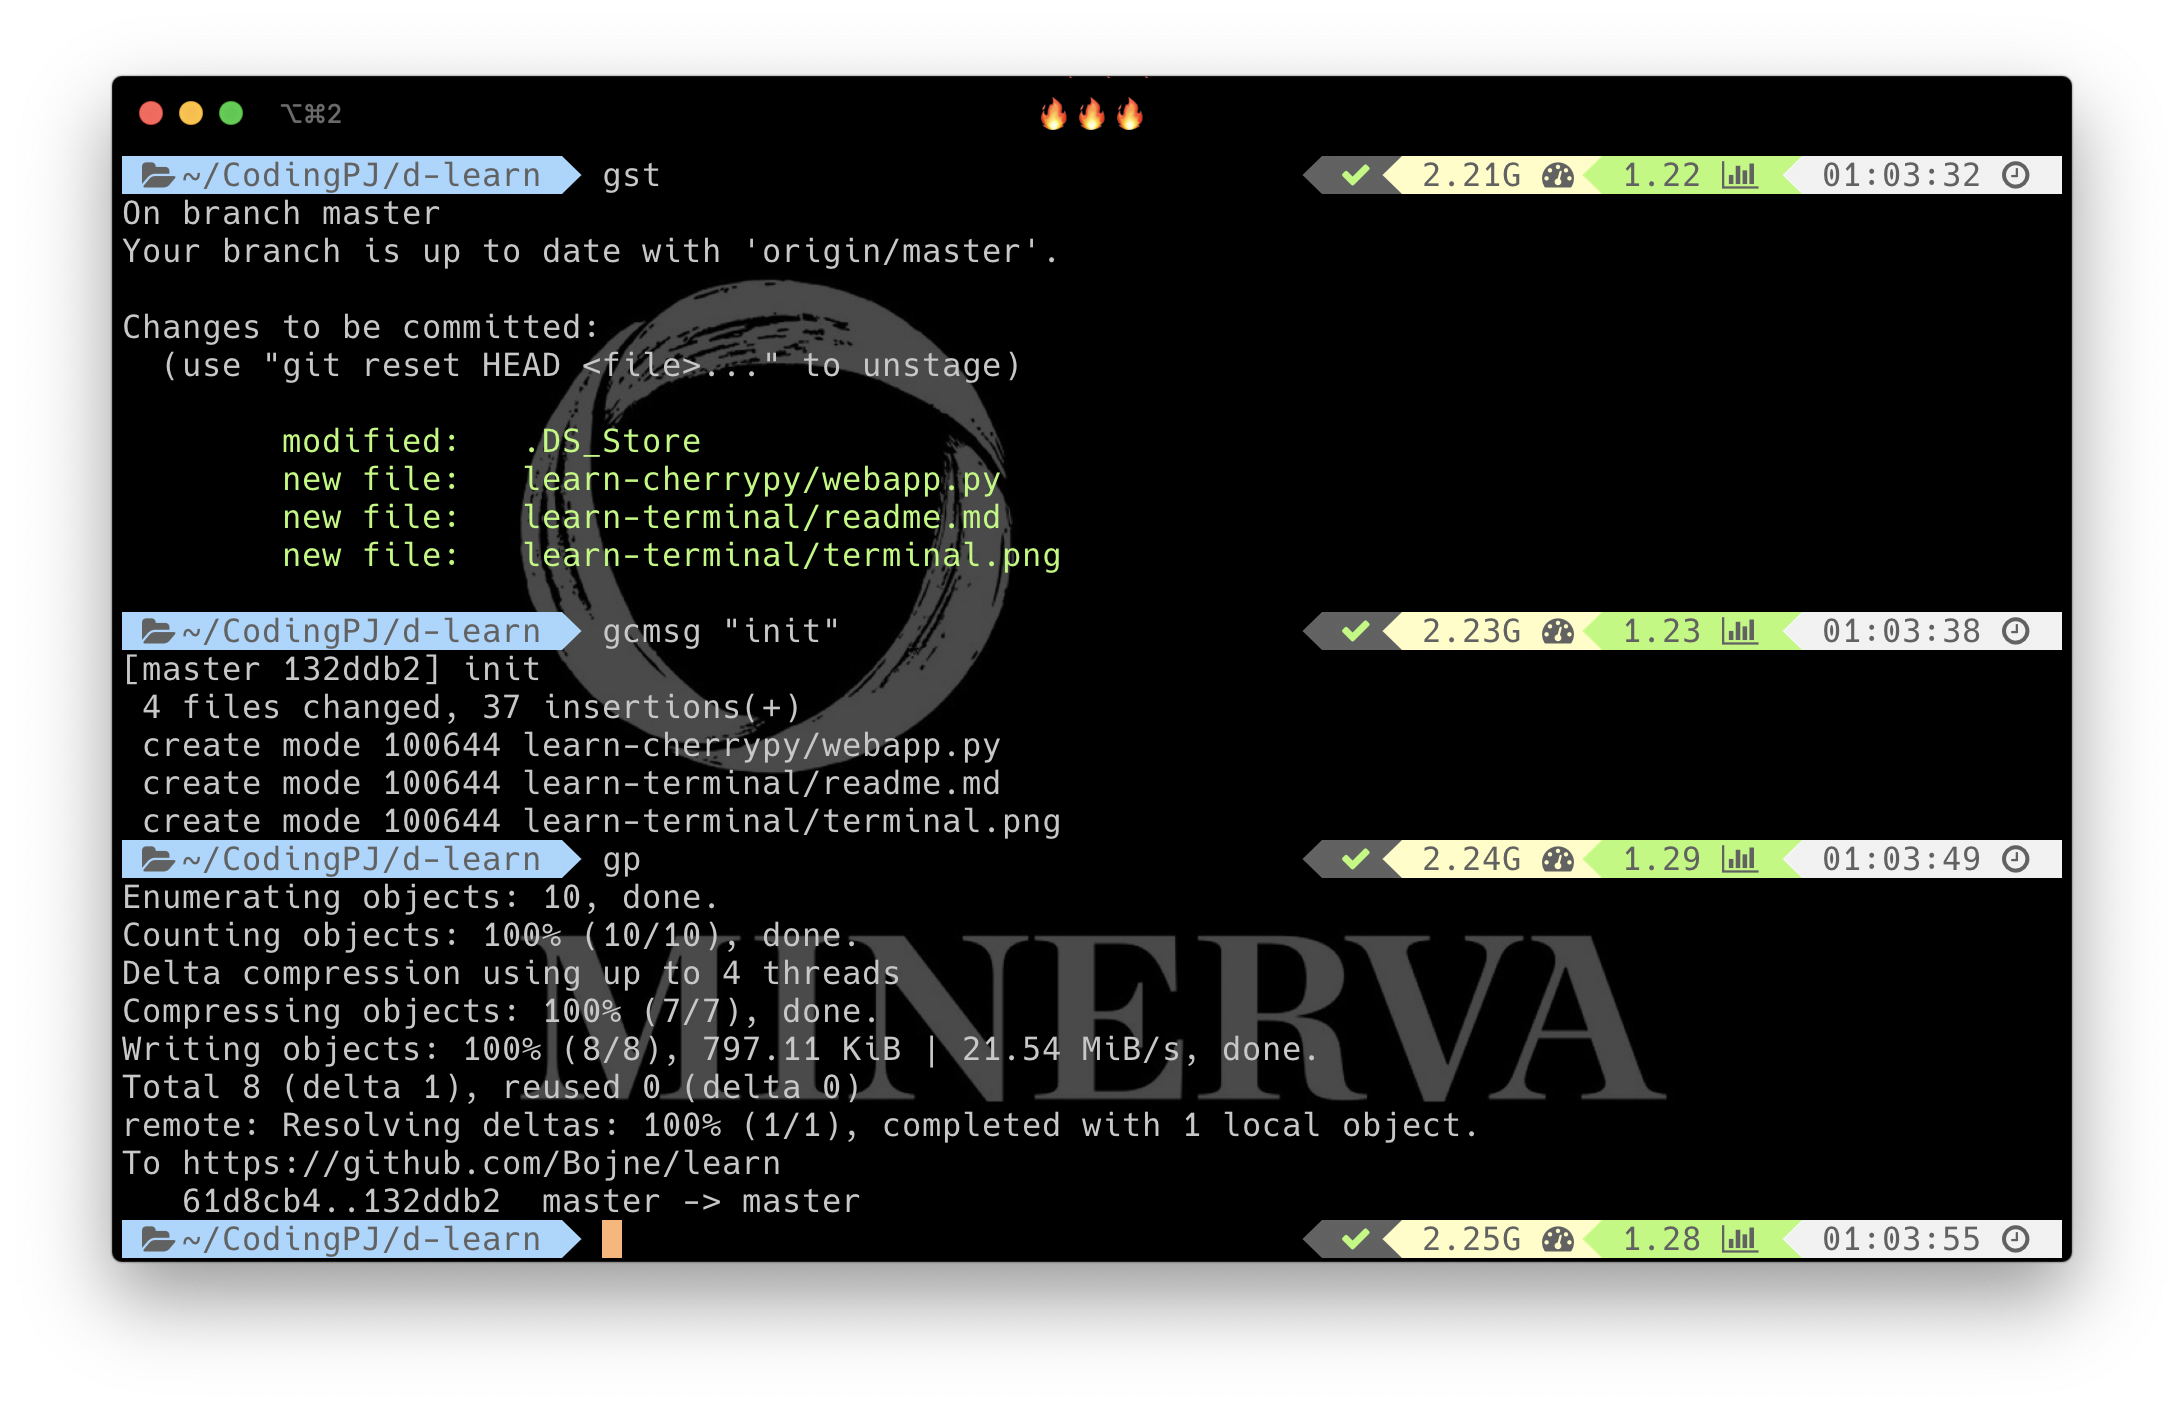 ⌥⌘2 🔥🔥🔥
~/CodingPJ/d-learn gst 2.21G 1.22 01:03:32
On branch master
Your branch is up to date with 'origin/master'.
Changes to be committed:
(use "git reset HEAD <file>..." to unstage)
modified: .DS_Store
new file: learn-cherrypy/webapp.py
new file: learn-terminal/readme.md
new file: learn-terminal/terminal.png
~/CodingPJ/d-learn gcmsg "init" 2.23G 1.23 01:03:38
[master 132ddb2] init
4 files changed, 37 insertions(+)
create mode 100644 learn-cherrypy/webapp.py
create mode 100644 learn-terminal/readme.md
create mode 100644 learn-terminal/terminal.png
~/CodingPJ/d-learn gp 2.24G 1.29 01:03:49
Enumerating objects: 10, done.
Counting objects: 100% (10/10), done.
Delta compression using up to 4 threads
Compressing objects: 100% (7/7), done.
Writing objects: 100% (8/8), 797.11 KiB | 21.54 MiB/s, done.
Total 8 (delta 1), reused 0 (delta 0)
remote: Resolving deltas: 100% (1/1), completed with 1 local object.
To https://github.com/Bojne/learn
61d8cb4..132ddb2 master -> master
~/CodingPJ/d-learn 2.25G 1.28 01:03:55
MINERVA